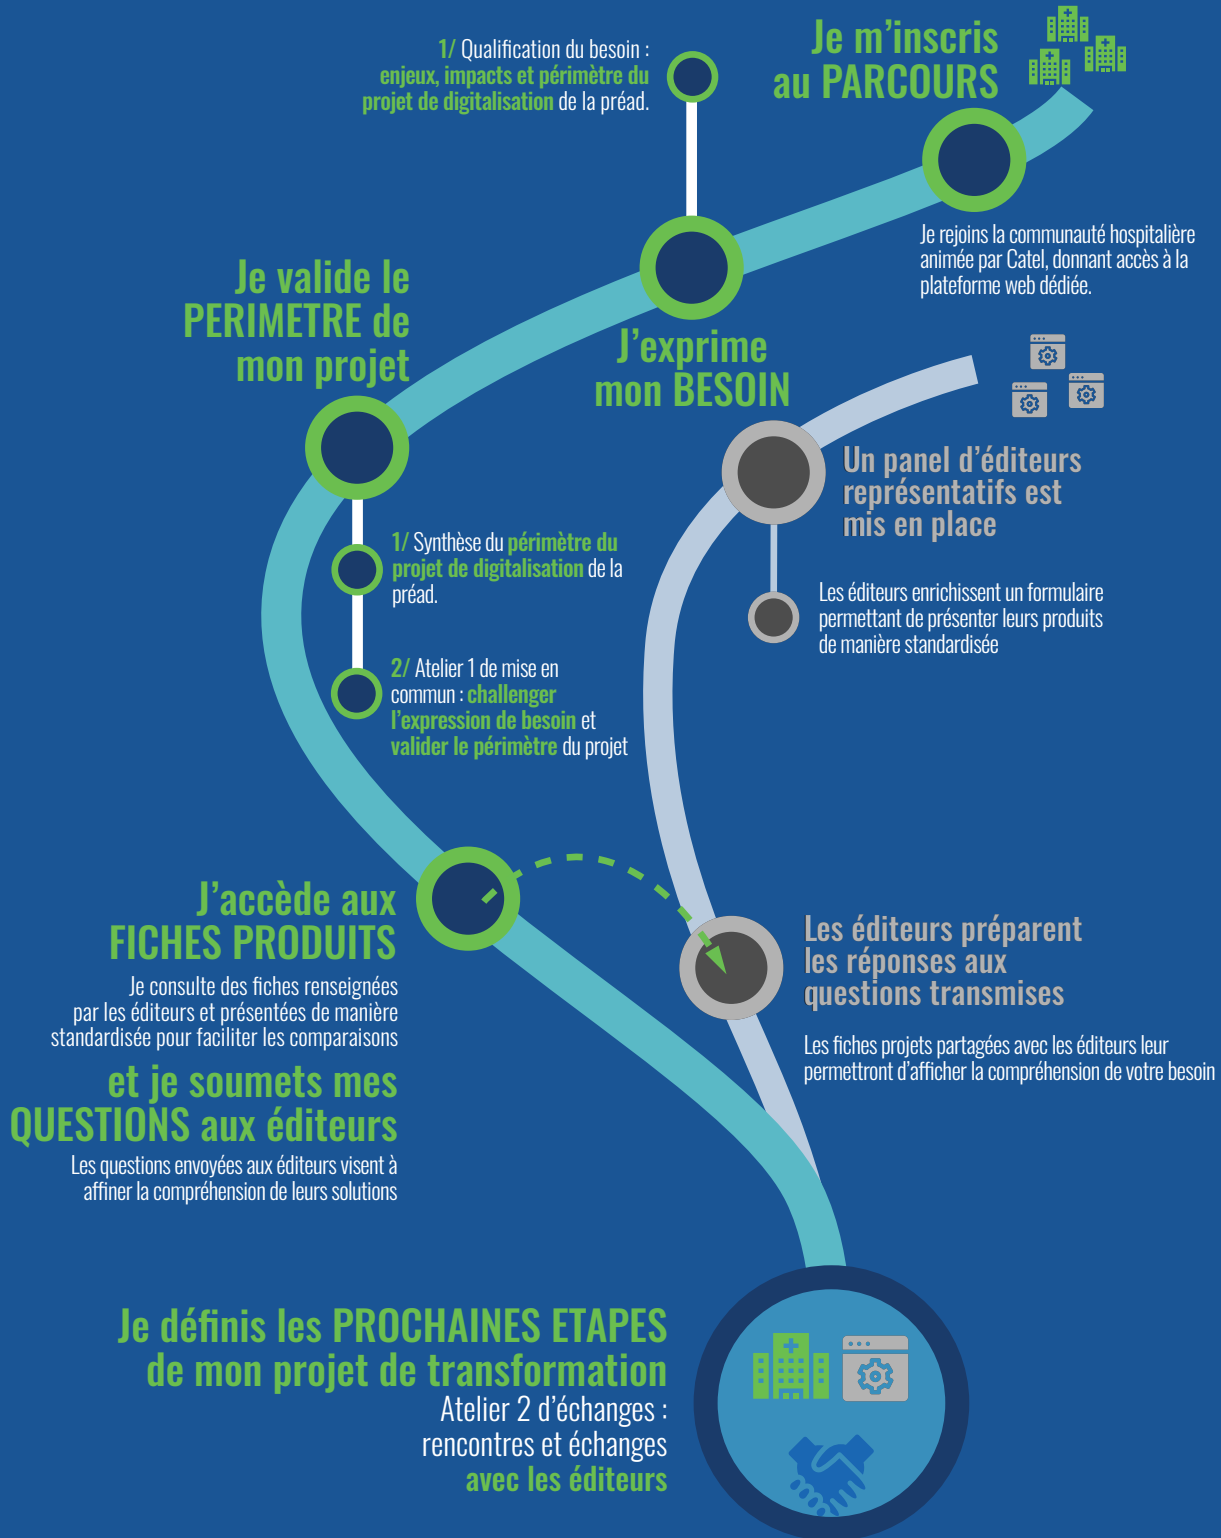 Je m’inscris
au PARCOURS
Je rejoins la communauté hospitalière
animée par Catel, donnant accès à la
plateforme web dédiée.
1/ Qualification du besoin :
enjeux, impacts et périmètre du
projet de digitalisation de la préad.
J’exprime
mon BESOIN
Je valide le
PERIMETRE de
mon projet
1/ Synthèse du périmètre du
projet de digitalisation de la
préad.
2/ Atelier 1 de mise en
commun : challenger
l’expression de besoin et
valider le périmètre du projet
Un panel d’éditeurs
représentatifs est
mis en place
Les éditeurs enrichissent un formulaire
permettant de présenter leurs produits
de manière standardisée
J’accède aux
FICHES PRODUITS
Je consulte des fiches renseignées
par les éditeurs et présentées de manière
standardisée pour faciliter les comparaisons
et je soumets mes
QUESTIONS aux éditeurs
Les questions envoyées aux éditeurs visent à
affiner la compréhension de leurs solutions
Les éditeurs préparent
les réponses aux
questions transmises
Les fiches projets partagées avec les éditeurs leur
permettront d’afficher la compréhension de votre besoin
Je définis les PROCHAINES ETAPES
de mon projet de transformation
Atelier 2 d’échanges :
rencontres et échanges
avec les éditeurs